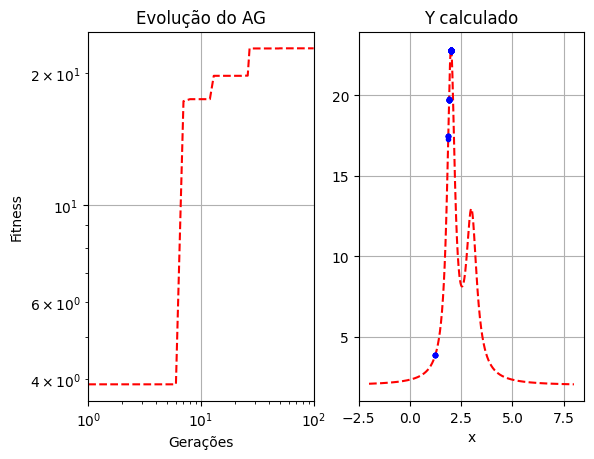 Evolução do AG
Y calculado
Fitness
2 × 10¹
10¹
6 × 10⁰
4 × 10⁰
10⁰
10¹
10²
Gerações
20
15
10
5
−2.5
0.0
2.5
5.0
7.5
x